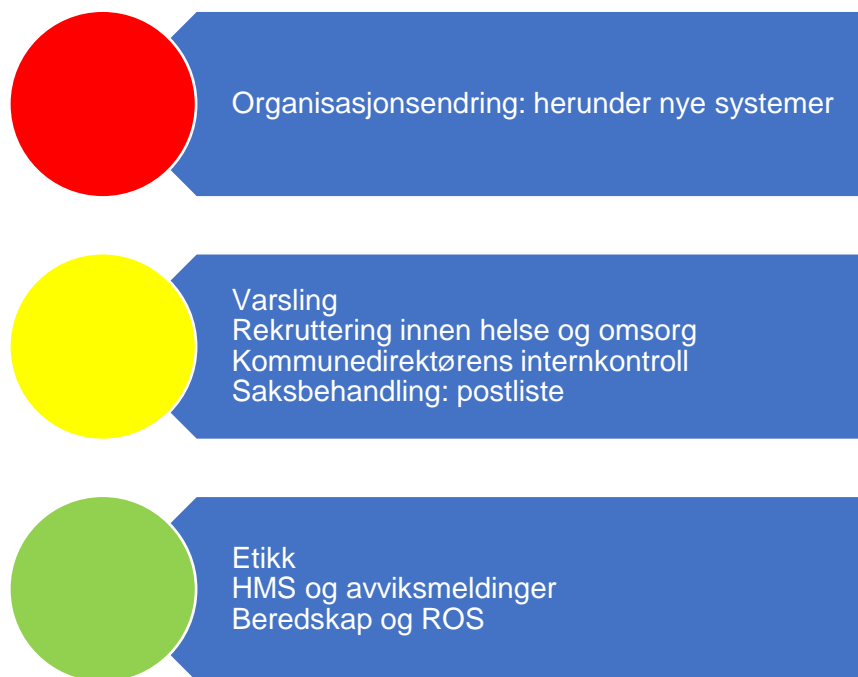 Organisasjonsendring: herunder nye systemer
Varsling
Rekruttering innen helse og omsorg
Kommunedirektørens internkontroll
Saksbehandling: postliste
Etikk
HMS og avviksmeldinger
Beredskap og ROS